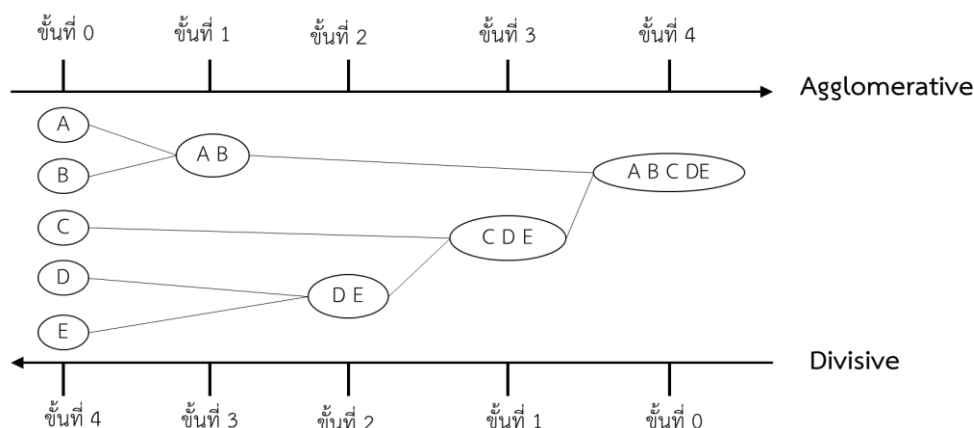 ขั้นที่ 0 ขั้นที่ 1 ขั้นที่ 2 ขั้นที่ 3 ขั้นที่ 4
Agglomerative
A
A B
A B C DE
B
C
C D E
D
D E
E
Divisive
ขั้นที่ 4 ขั้นที่ 3 ขั้นที่ 2 ขั้นที่ 1 ขั้นที่ 0